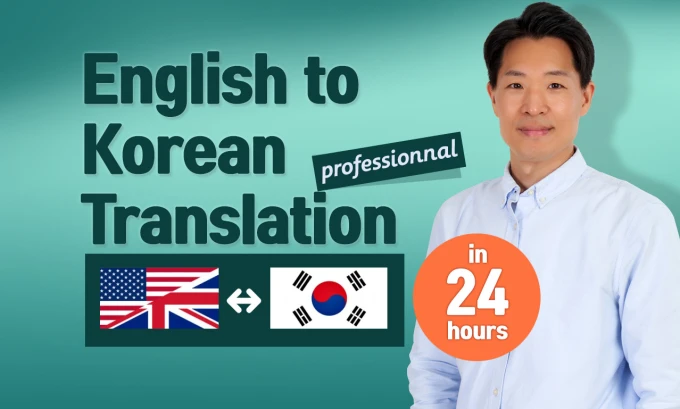 English to
Korean
professionnal
Translation
in
24
hours